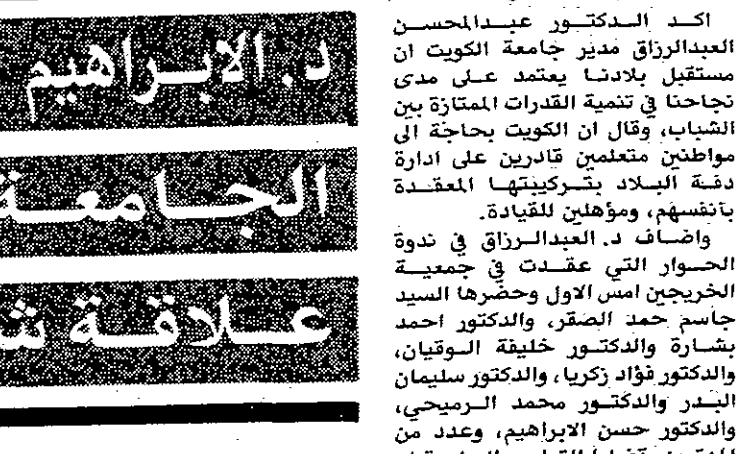 اكد الدكتور عبدالمحسن
العبدالرزاق مدير جامعة الكويت ان
مستقبل بلادنا يعتمد على مدى
نجاحنا في تنمية القدرات الممتازة بين
الشباب، وقال ان الكويت بحاجة الى
مواطنين متعلمين قادرين على ادارة
دفة البلاد بتركيبتها المعقدة
بأنفسهم، ومؤهلين للقيادة.
واضاف د. العبدالرزاق في ندوة
الحوار التي عقدت في جمعية
الخريجين امس الاول وحضرها السيد
جاسم حمد الصقر، والدكتور احمد
بشارة والدكتور خليفة الوقيان،
والدكتور فؤاد زكريا، والدكتور سليمان
البدر والدكتور محمد الرميحي،
والدكتور حسن الابراهيم، وعدد من
د. الابراهيم
الجامعة
علاقة